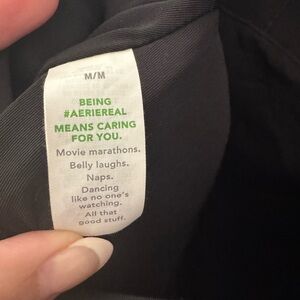 M/M
BEING
#AERIEREAL
MEANS CARING
FOR YOU.
Movie marathons.
Belly laughs.
Naps.
Dancing
like no one's
watching.
All that
good stuff.